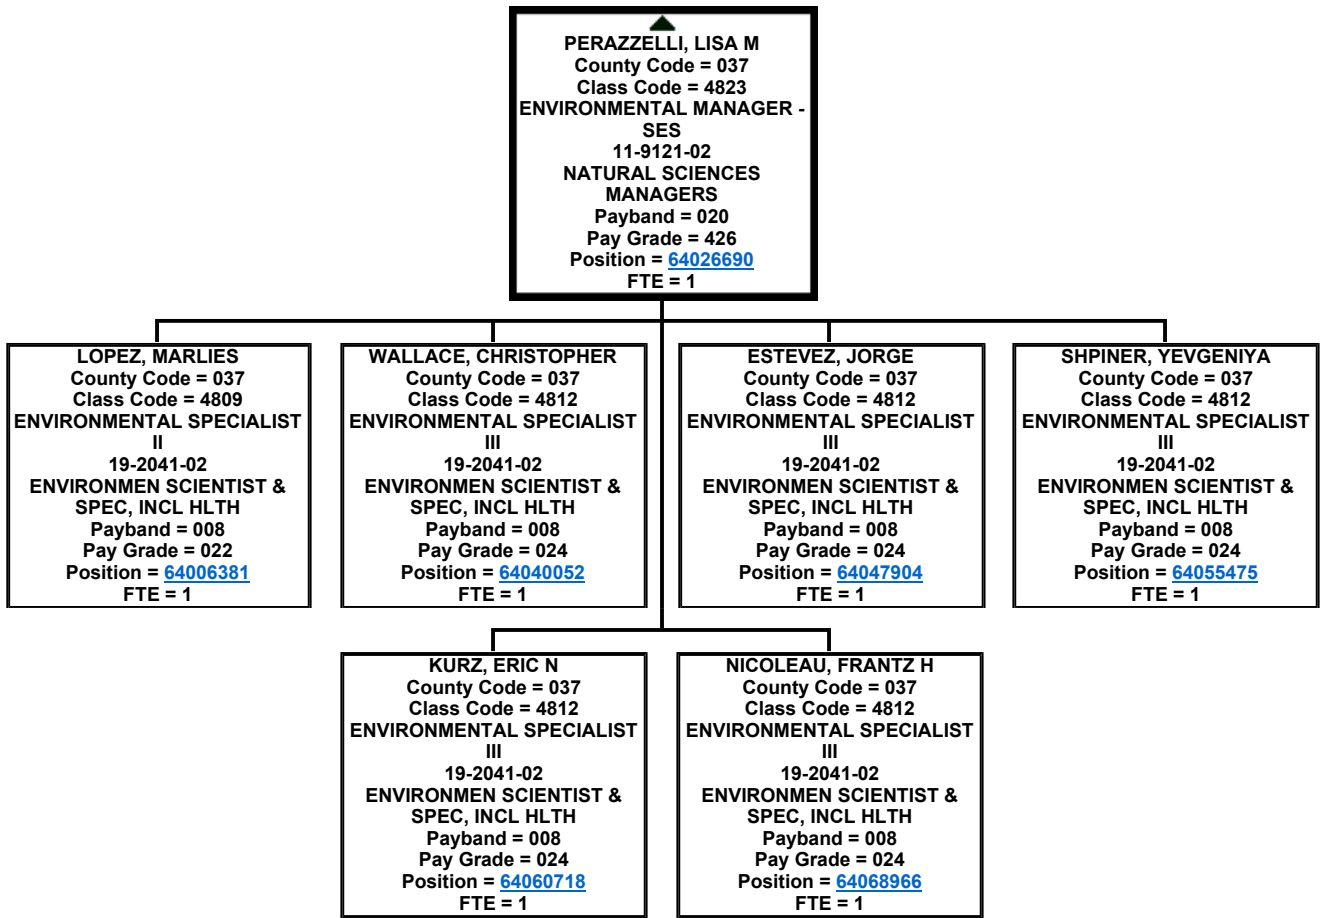 PERAZZELLI, LISA M
County Code = 037
Class Code = 4823
ENVIRONMENTAL MANAGER -
SES
11-9121-02
NATURAL SCIENCES
MANAGERS
Payband = 020
Pay Grade = 426
Position = 64026690
FTE = 1
LOPEZ, MARLIES
County Code = 037
Class Code = 4809
ENVIRONMENTAL SPECIALIST
II
19-2041-02
ENVIRONMEN SCIENTIST &
SPEC, INCL HLTH
Payband = 008
Pay Grade = 022
Position = 64006381
FTE = 1
WALLACE, CHRISTOPHER
County Code = 037
Class Code = 4812
ENVIRONMENTAL SPECIALIST
III
19-2041-02
ENVIRONMEN SCIENTIST &
SPEC, INCL HLTH
Payband = 008
Pay Grade = 024
Position = 64040052
FTE = 1
ESTEVEZ, JORGE
County Code = 037
Class Code = 4812
ENVIRONMENTAL SPECIALIST
III
19-2041-02
ENVIRONMEN SCIENTIST &
SPEC, INCL HLTH
Payband = 008
Pay Grade = 024
Position = 64047904
FTE = 1
SHPINER, YEVGENIYA
County Code = 037
Class Code = 4812
ENVIRONMENTAL SPECIALIST
III
19-2041-02
ENVIRONMEN SCIENTIST &
SPEC, INCL HLTH
Payband = 008
Pay Grade = 024
Position = 64055475
FTE = 1
KURZ, ERIC N
County Code = 037
Class Code = 4812
ENVIRONMENTAL SPECIALIST
III
19-2041-02
ENVIRONMEN SCIENTIST &
SPEC, INCL HLTH
Payband = 008
Pay Grade = 024
Position = 64060718
FTE = 1
NICOLEAU, FRANTZ H
County Code = 037
Class Code = 4812
ENVIRONMENTAL SPECIALIST
III
19-2041-02
ENVIRONMEN SCIENTIST &
SPEC, INCL HLTH
Payband = 008
Pay Grade = 024
Position = 64068966
FTE = 1